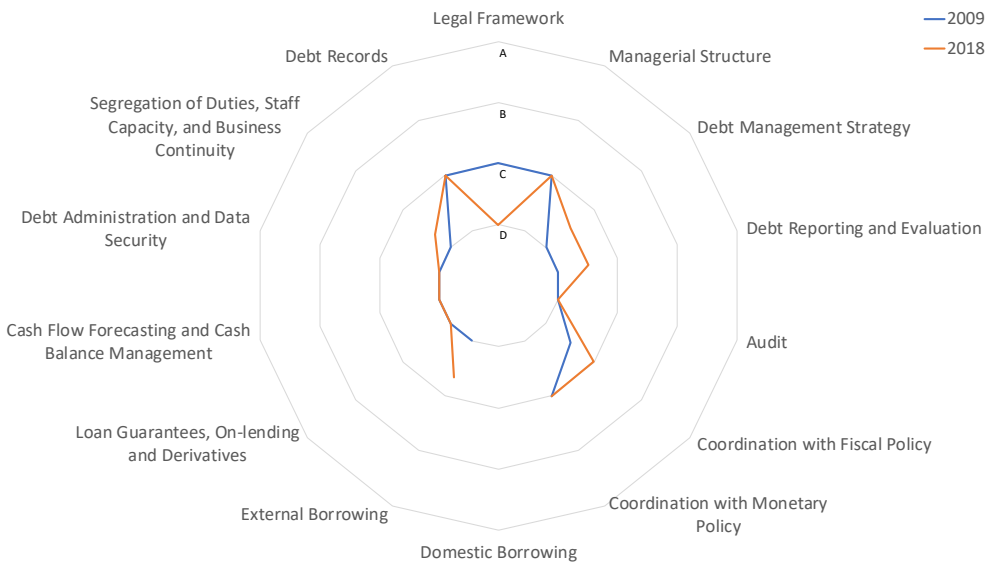 Legal Framework
2009
2018
A
B
C
D
Managerial Structure
Debt Management Strategy
Debt Reporting and Evaluation
Audit
Coordination with Fiscal Policy
Coordination with Monetary
Policy
Domestic Borrowing
External Borrowing
Loan Guarantees, On-lending
and Derivatives
Cash Flow Forecasting and Cash
Balance Management
Debt Administration and Data
Security
Segregation of Duties, Staff
Capacity, and Business
Continuity
Debt Records